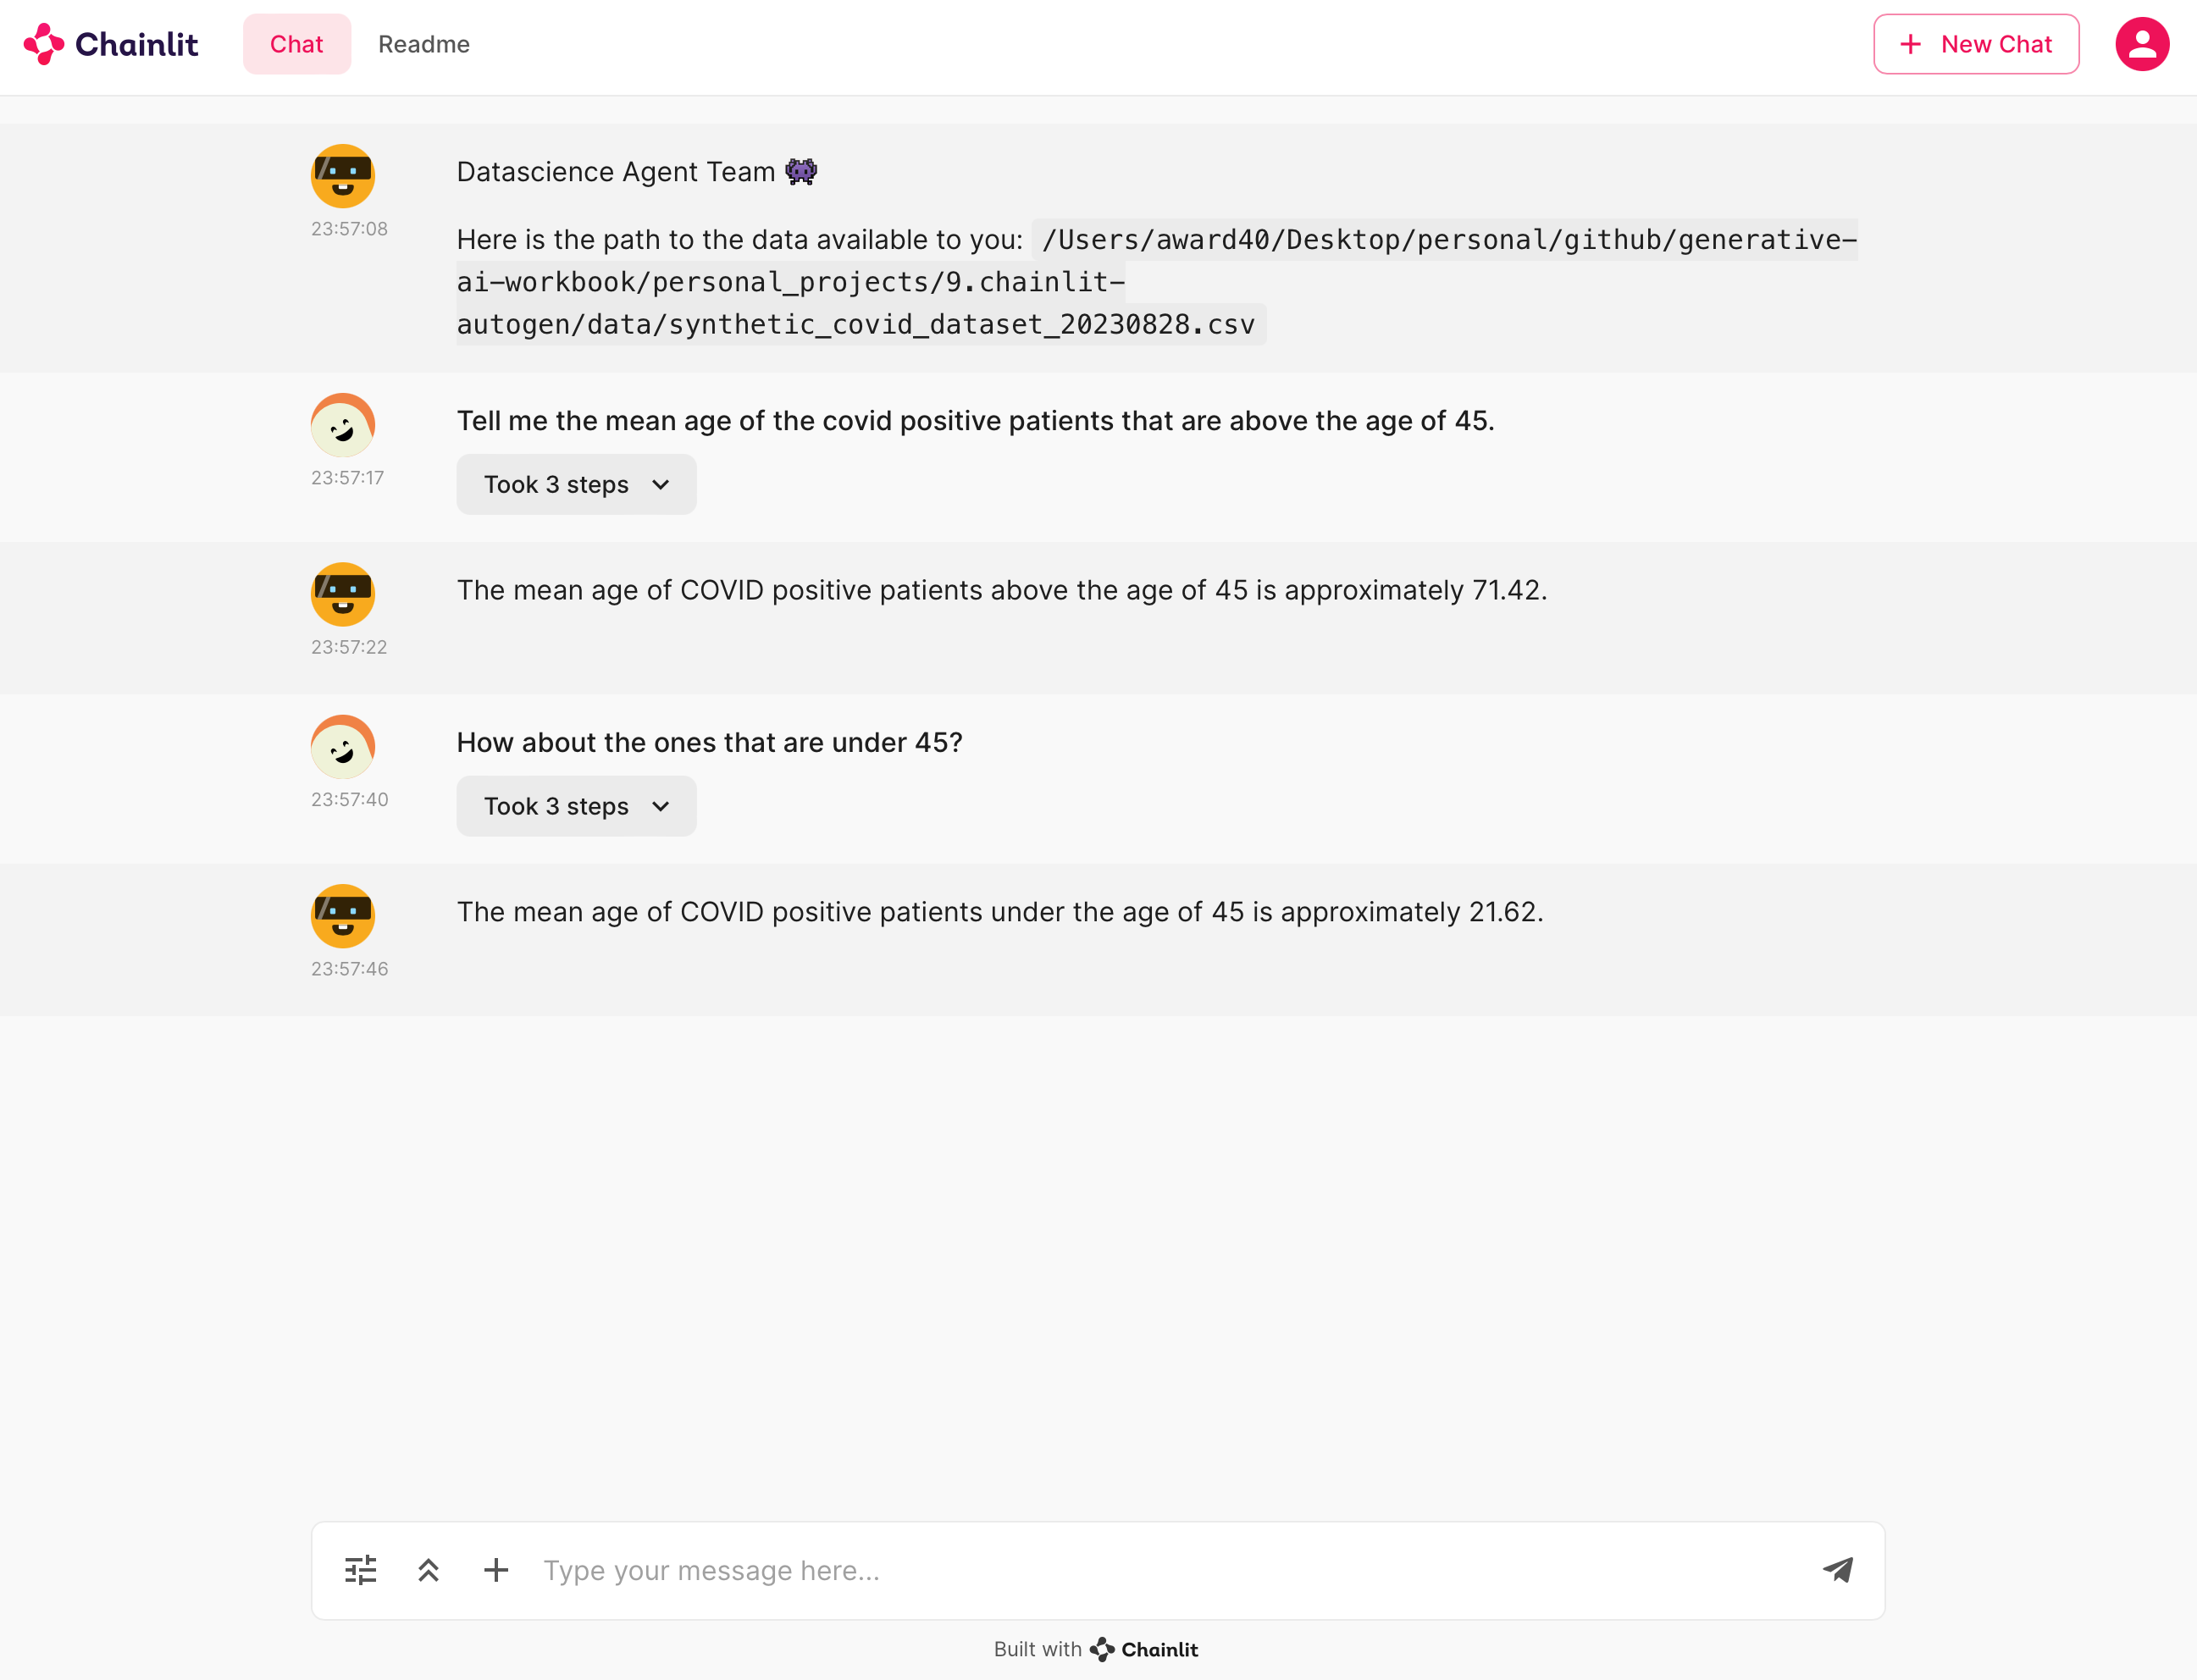 Chainlit
Chat
Readme
+ New Chat
Datascience Agent Team 👾
23:57:08
Here is the path to the data available to you: /Users/award40/Desktop/personal/github/generative-
ai-workbook/personal_projects/9.chainlit-
autogen/data/synthetic_covid_dataset_20230828.csv
Tell me the mean age of the covid positive patients that are above the age of 45.
23:57:17
Took 3 steps
The mean age of COVID positive patients above the age of 45 is approximately 71.42.
23:57:22
How about the ones that are under 45?
23:57:40
Took 3 steps
The mean age of COVID positive patients under the age of 45 is approximately 21.62.
23:57:46
Type your message here...
Built with Chainlit